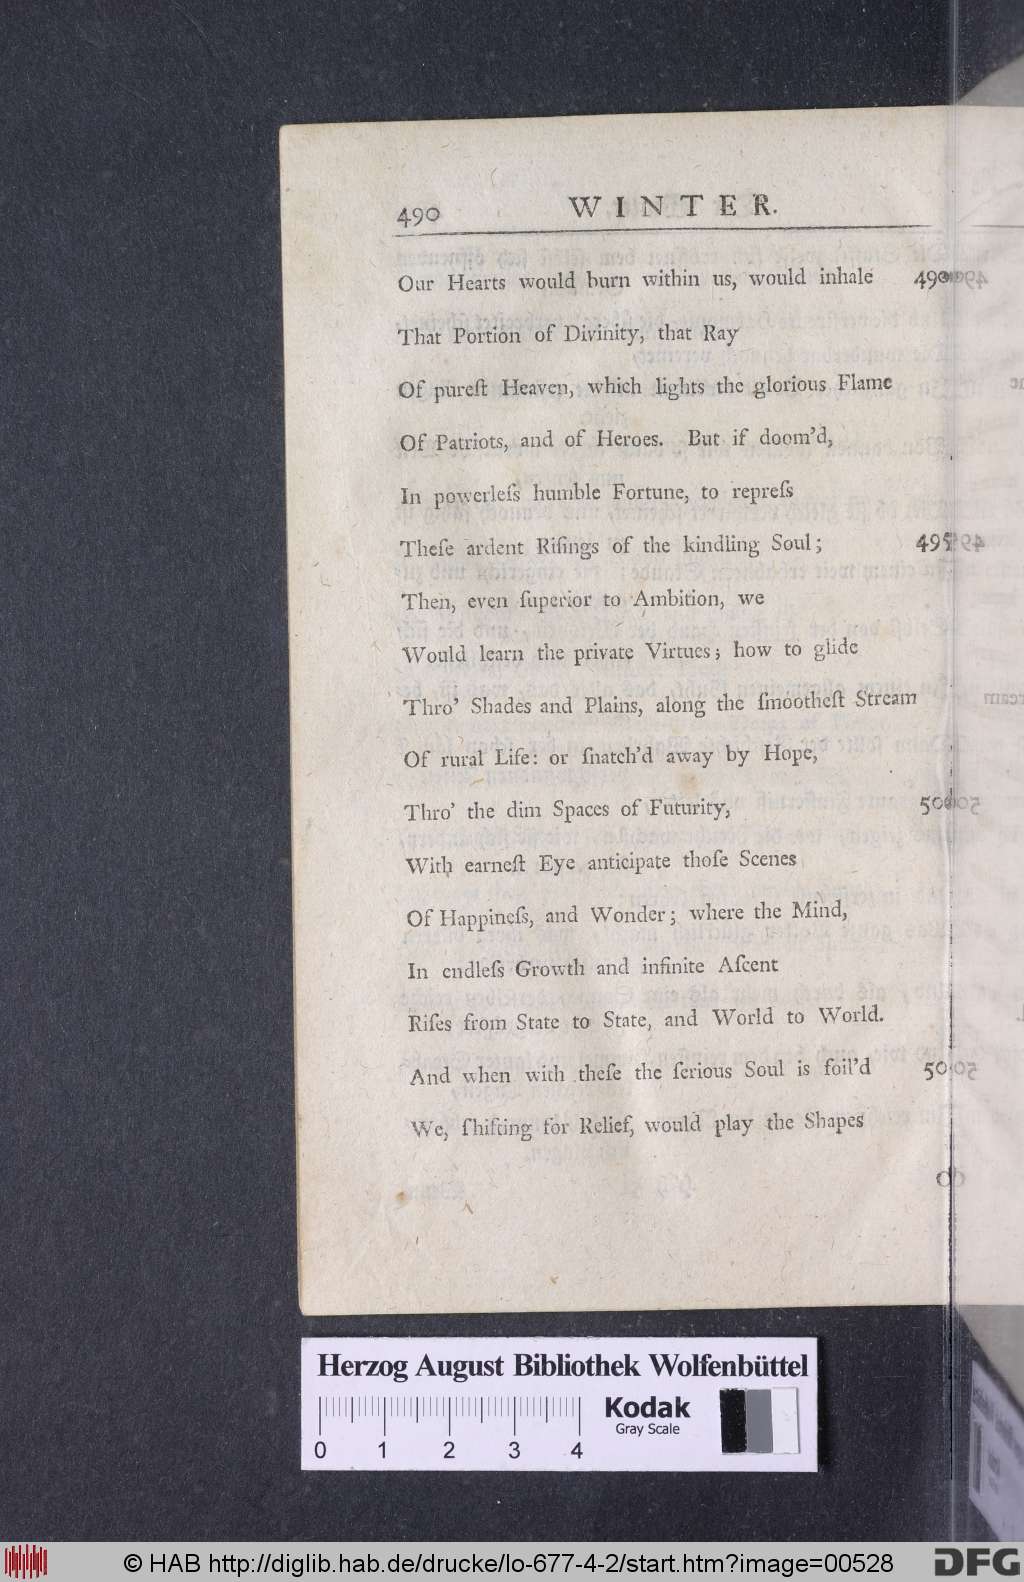 490 WINTER.
Our Hearts would burn within us, would inhale 490
That Portion of Divinity, that Ray
Of pureſt Heaven, which lights the glorious Flame
Of Patriots, and of Heroes. But if doom'd,
In powerleſs humble Fortune, to repreſs
Theſe ardent Riſings of the kindling Soul; 495
Then, even ſuperior to Ambition, we
Would learn the private Virtues; how to glide
Thro' Shades and Plains, along the ſmootheſt Stream
Of rural Life: or ſnatch'd away by Hope,
Thro' the dim Spaces of Futurity, 500
With earneſt Eye anticipate thoſe Scenes
Of Happineſs, and Wonder; where the Mind,
In endleſs Growth and infinite Aſcent
Riſes from State to State, and World to World.
And when with theſe the ſerious Soul is foil'd 50
We, ſhifting for Relief, would play the Shapes
Herzog August Bibliothek Wolfenbüttel
Kodak
Gray Scale
0 1 2 3 4
© HAB http://diglib.hab.de/drucke/lo-677-4-2/start.htm?image=00528 DFG